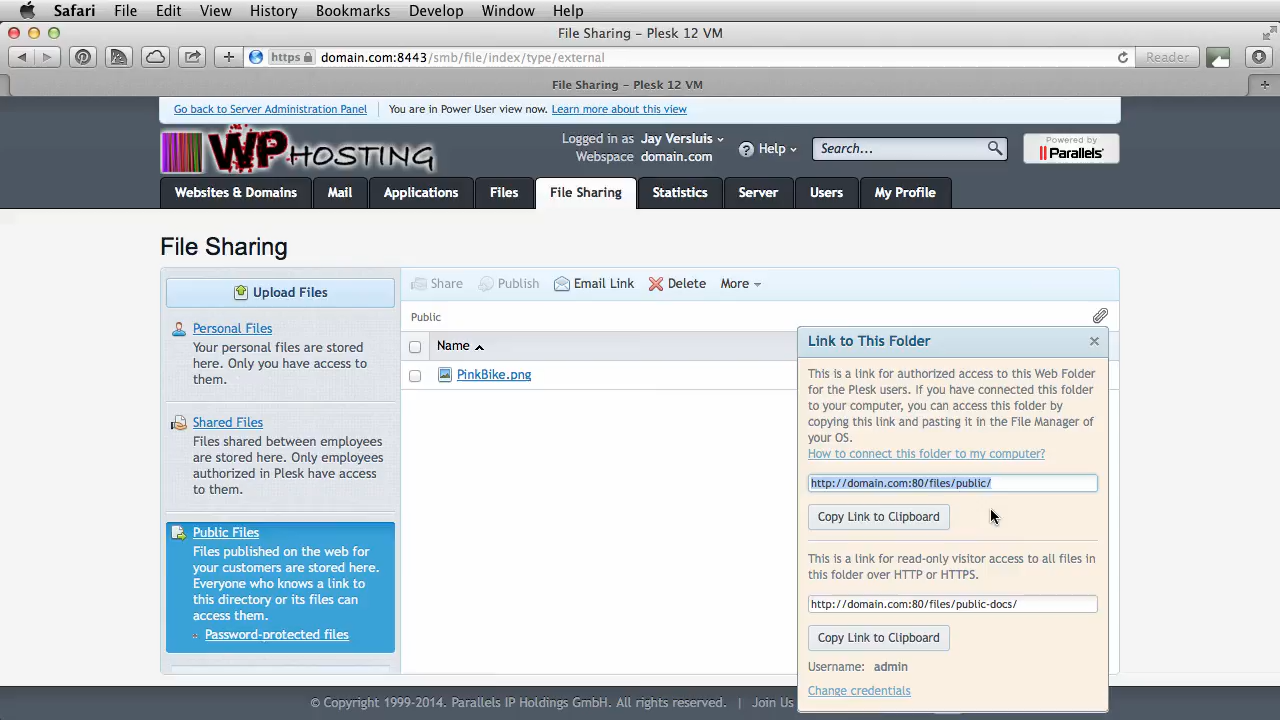 Safari File Edit View History Bookmarks Develop Window Help
File Sharing – Plesk 12 VM
https domain.com:8443/smb/file/index/type/external Reader
File Sharing – Plesk 12 VM
Go back to Server Administration Panel You are in Power User view now. Learn more about this view
WPHOSTING
Logged in as Jay Versluis
Webspace domain.com
Help
Search...
Powered by
Parallels
Websites & Domains Mail Applications Files File Sharing Statistics Server Users My Profile
File Sharing
Upload Files
Personal Files
Your personal files are stored
here. Only you have access to
them.
Shared Files
Files shared between employees
are stored here. Only employees
authorized in Plesk have access
to them.
Public Files
Files published on the web for
your customers are stored here.
Everyone who knows a link to
this directory or its files can
access them.
Password-protected files
Share Publish Email Link Delete More
Public
Name
PinkBike.png
Link to This Folder
This is a link for authorized access to this Web Folder
for the Plesk users. If you have connected this folder
to your computer, you can access this folder by
copying this link and pasting it in the File Manager of
your OS.
How to connect this folder to my computer?
http://domain.com:80/files/public/
Copy Link to Clipboard
This is a link for read-only visitor access to all files in
this folder over HTTP or HTTPS.
http://domain.com:80/files/public-docs/
Copy Link to Clipboard
Username: admin
Change credentials
© Copyright 1999-2014. Parallels IP Holdings GmbH. All rights reserved. | Join Us